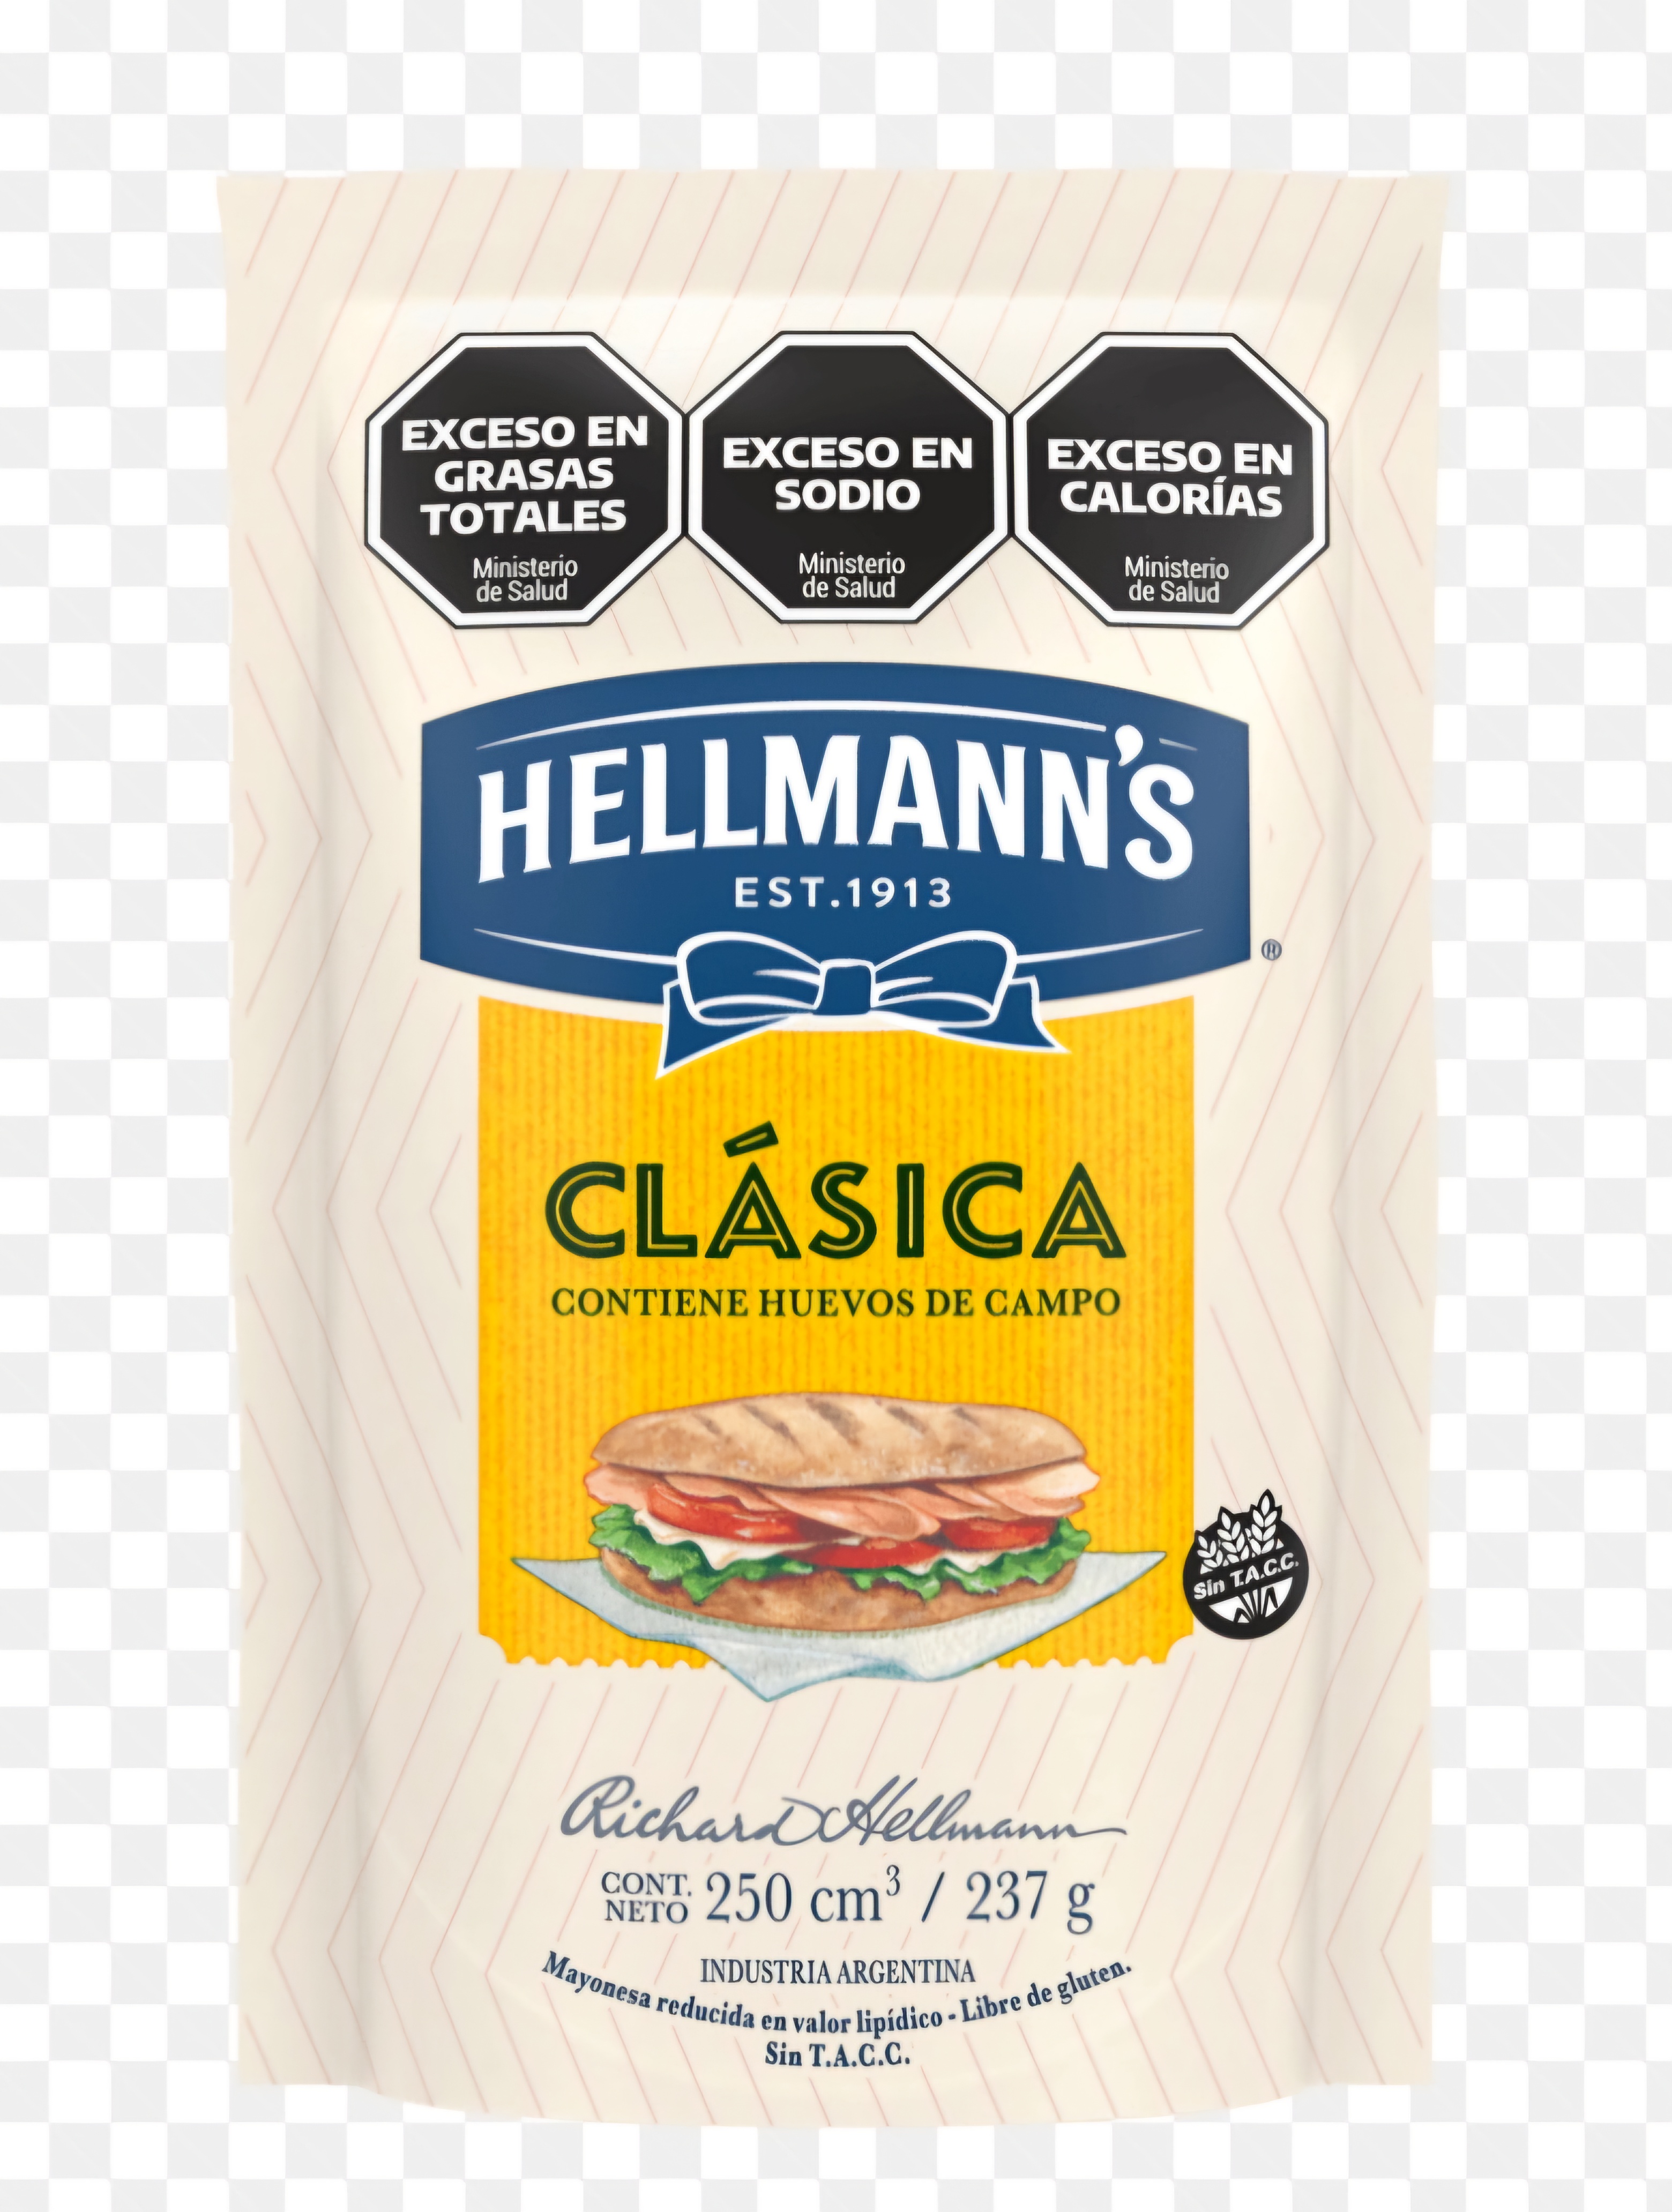 EXCESO EN
GRASAS
TOTALES
Ministerio
de Salud
EXCESO EN
SODIO
Ministerio
de Salud
EXCESO EN
CALORÍAS
Ministerio
de Salud
HELLMANN'S
EST.1913
®
CLÁSICA
CONTIENE HUEVOS DE CAMPO
Sin T.A.C.C.
Richard Hellmann
CONT.
NETO
250 cm³ / 237 g
INDUSTRIA ARGENTINA
Mayonesa reducida en valor lipídico - Libre de gluten.
Sin T.A.C.C.